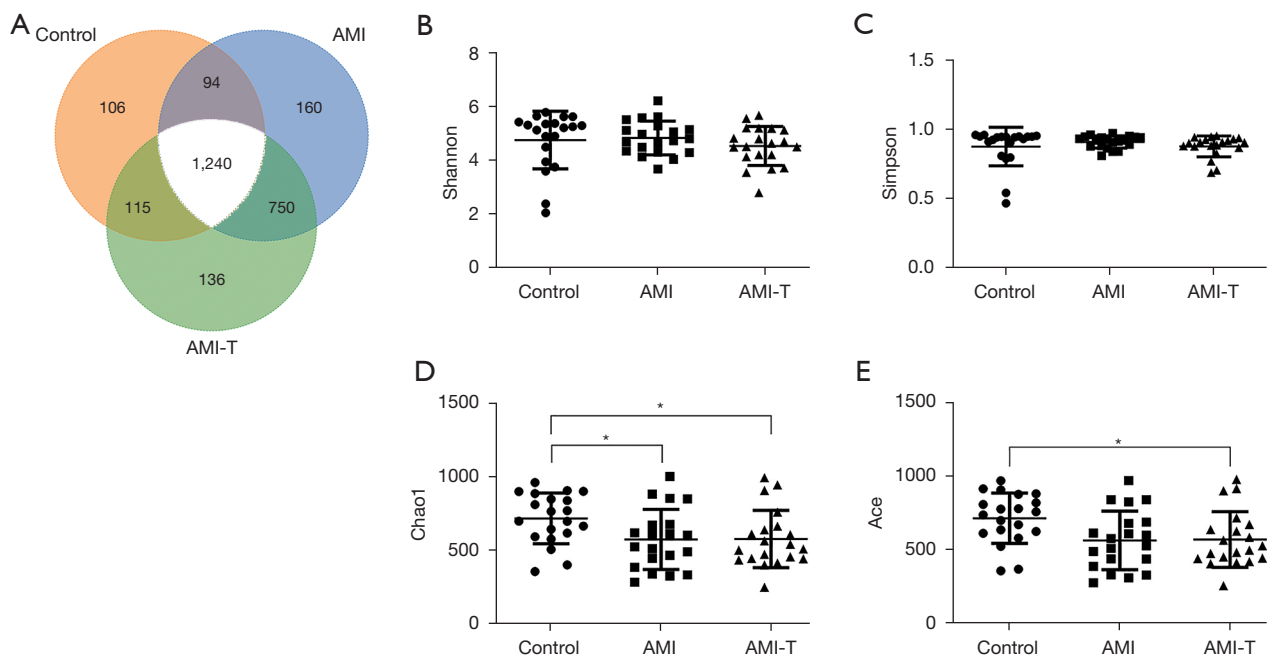 A
Control
AMI
94
106
160
1,240
115
750
136
AMI-T
B
8
6
4
2
0
Shannon
Control
AMI
AMI-T
C
1.5
1.0
0.5
0.0
Simpson
Control
AMI
AMI-T
D
1500
1000
500
0
Chao1
*
*
Control
AMI
AMI-T
E
1500
1000
500
0
Ace
*
Control
AMI
AMI-T